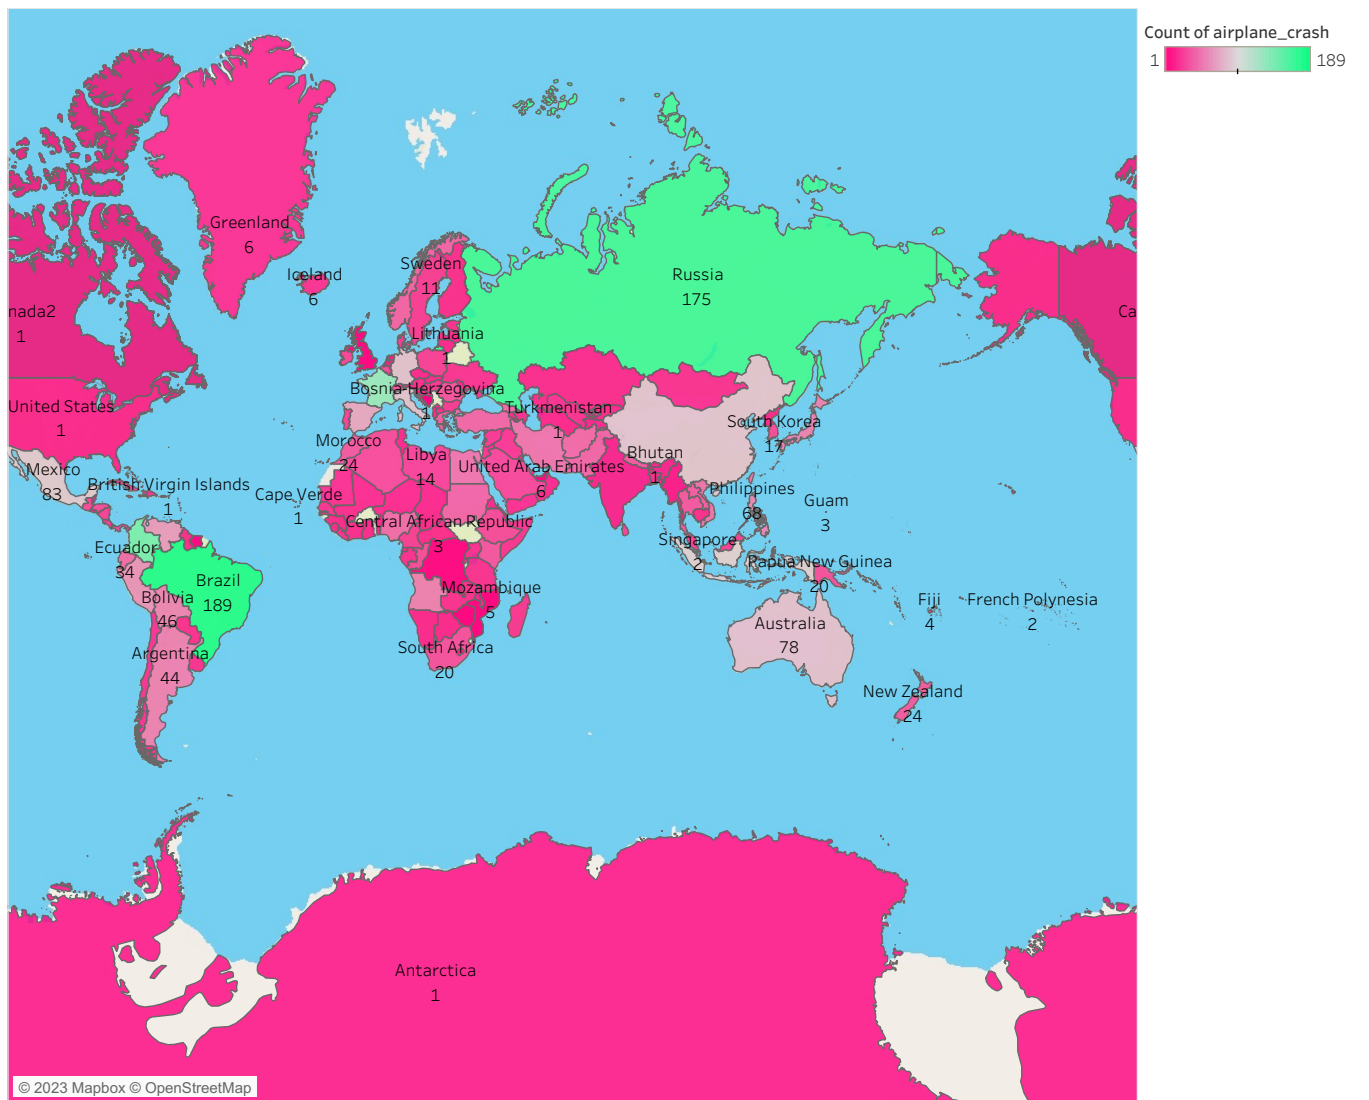 Count of airplane_crash
1
189
Greenland
6
Iceland
6
Sweden
11
Russia
175
nada2
1
Ca
Lithuania
1
Bosnia-Herzegovina
1
United States
1
Turkmenistan
1
South Korea
17
Morocco
24
Libya
14
Bhutan
1
Mexico
83
United Arab Emirates
6
British Virgin Islands
1
Cape Verde
1
Philippines
68
Guam
3
Central African Republic
3
Singapore
2
Ecuador
34
Papua New Guinea
20
Brazil
189
Mozambique
5
Bolivia
46
Fiji
4
French Polynesia
2
Australia
78
South Africa
20
Argentina
44
New Zealand
24
Antarctica
1
© 2023 Mapbox © OpenStreetMap